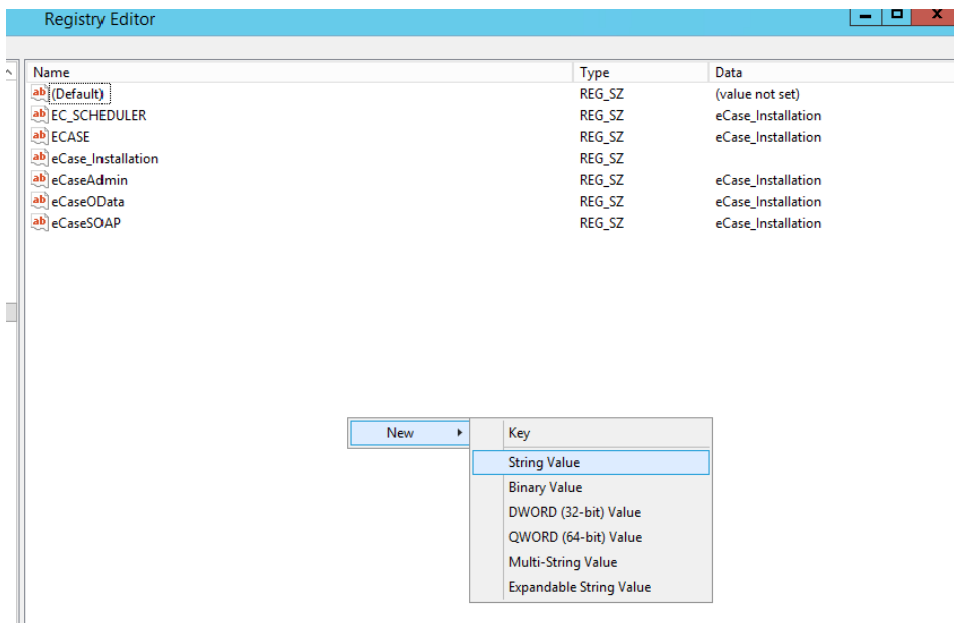 Registry Editor
Name Type Data
(Default) REG_SZ (value not set)
EC_SCHEDULER REG_SZ eCase_Installation
ECASE REG_SZ eCase_Installation
eCase_Installation REG_SZ
eCaseAdmin REG_SZ eCase_Installation
eCaseOData REG_SZ eCase_Installation
eCaseSOAP REG_SZ eCase_Installation
New Key
String Value
Binary Value
DWORD (32-bit) Value
QWORD (64-bit) Value
Multi-String Value
Expandable String Value